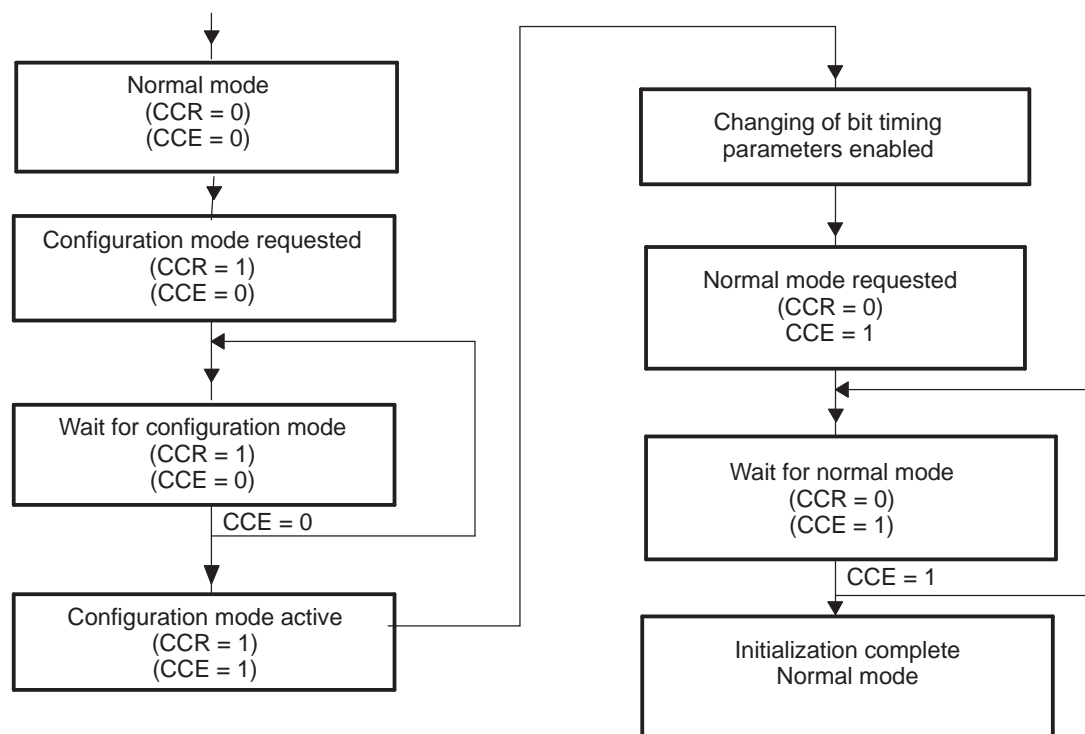 Normal mode
(CCR = 0)
(CCE = 0)
Configuration mode requested
(CCR = 1)
(CCE = 0)
Wait for configuration mode
(CCR = 1)
(CCE = 0)
CCE = 0
Configuration mode active
(CCR = 1)
(CCE = 1)
Changing of bit timing
parameters enabled
Normal mode requested
(CCR = 0)
CCE = 1
Wait for normal mode
(CCR = 0)
(CCE = 1)
CCE = 1
Initialization complete
Normal mode